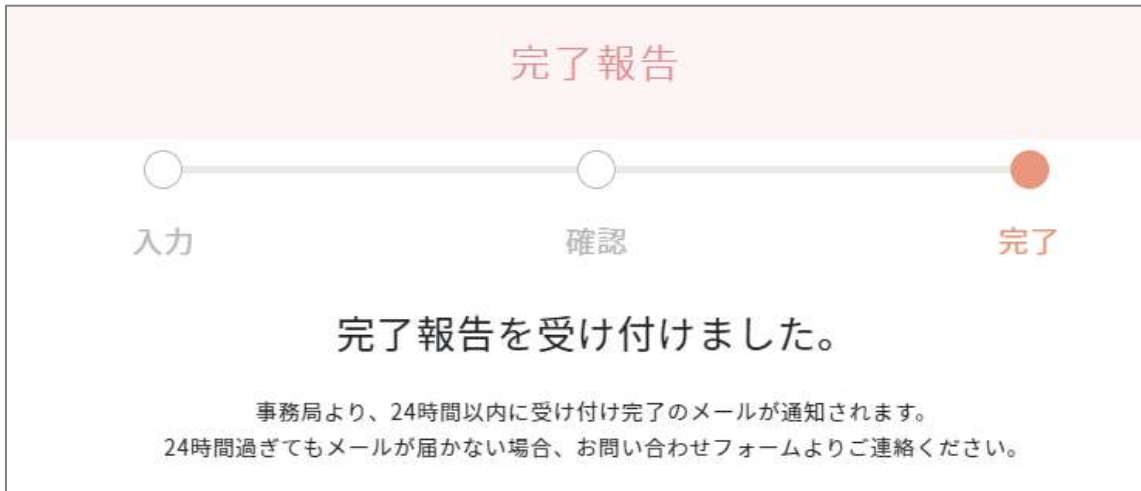 完了報告
入力
確認
完了
完了報告を受け付けました。
事務局より、24時間以内に受け付け完了のメールが通知されます。
24時間過ぎてもメールが届かない場合、お問い合わせフォームよりご連絡ください。